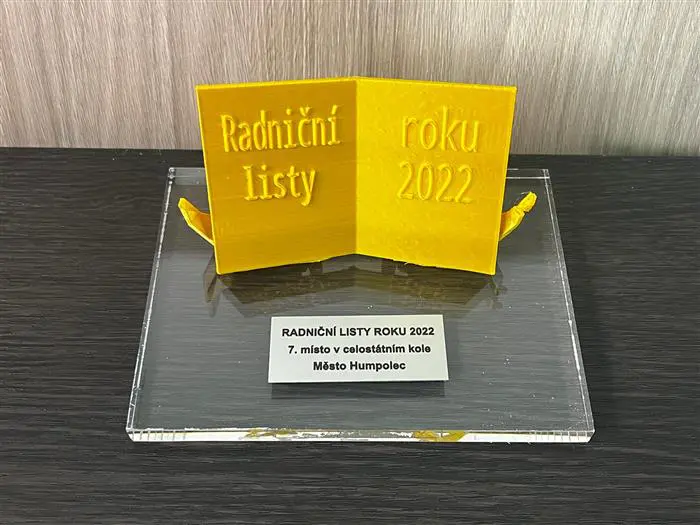 Radniční
listy
roku
2022
RADNIČNÍ LISTY ROKU 2022
7. místo v celostátním kole
Město Humpolec